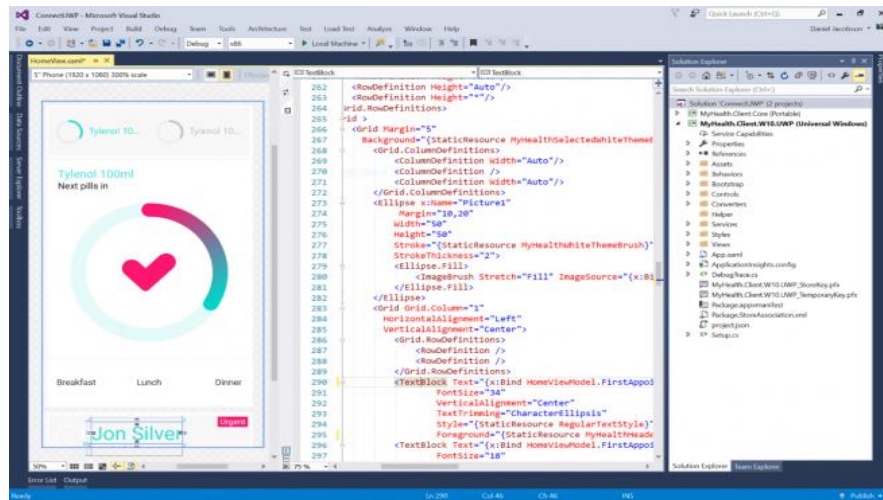 ConnectUWP - Microsoft Visual Studio
Quick Launch (Ctrl+Q)
File Edit View Project Build Debug Team Tools Architecture Test Load Test Analyze Window Help
Daniel Jacobson
Debug x86 Local Machine
HomeView.xaml*
5" Phone (1920 x 1080) 300% scale
TextBlock TextBlock
Document Outline
Data Sources
Server Explorer
Toolbox
Tylenol 10... Tylenol 10...
Tylenol 100ml
Next pills in
Breakfast Lunch Dinner
Urgent
Jon Silver
50%
262 <RowDefinition Height="Auto"/>
263 <RowDefinition Height="*"/>
264 rid.RowDefinitions>
265 rid >
266 <Grid Margin="5"
267 Background="{StaticResource MyHealthSelectedWhiteThemeB
268 <Grid.ColumnDefinitions>
269 <ColumnDefinition Width="Auto"/>
270 <ColumnDefinition />
271 <ColumnDefinition Width="Auto"/>
272 </Grid.ColumnDefinitions>
273 <Ellipse x:Name="Picture1"
274 Margin="10,20"
275 Width="50"
276 Height="50"
277 Stroke="{StaticResource MyHealthWhiteThemeBrush}"
278 StrokeThickness="2">
279 <Ellipse.Fill>
280 <ImageBrush Stretch="Fill" ImageSource="{x:Bi
281 </Ellipse.Fill>
282 </Ellipse>
283 <Grid Grid.Column="1"
284 HorizontalAlignment="Left"
285 VerticalAlignment="Center">
286 <Grid.RowDefinitions>
287 <RowDefinition />
288 <RowDefinition />
289 </Grid.RowDefinitions>
290 <TextBlock Text="{x:Bind HomeViewModel.FirstAppoi
291 FontSize="34"
292 VerticalAlignment="Center"
293 TextTrimming="CharacterEllipsis"
294 Style="{StaticResource RegularTextStyle}"
295 Foreground="{StaticResource MyHealthHeade
296 <TextBlock Text="{x:Bind HomeViewModel.FirstAppoi
297 FontSize="18"
75 %
Solution Explorer
Search Solution Explorer (Ctrl+;)
Solution 'ConnectUWP' (2 projects)
MyHealth.Client.Core (Portable)
MyHealth.Client.W10.UWP (Universal Windows)
Service Capabilities
Properties
References
Assets
Behaviors
Bootstrap
Controls
Converters
Helper
Services
Styles
Views
App.xaml
ApplicationInsights.config
DebugTrace.cs
MyHealth.Client.W10.UWP_StoreKey.pfx
MyHealth.Client.W10.UWP_TemporaryKey.pfx
Package.appxmanifest
Package.StoreAssociation.xml
project.json
Setup.cs
Solution Explorer Team Explorer
Properties
Error List Output
Ready Ln 290 Col 46 Ch 46 INS Publish